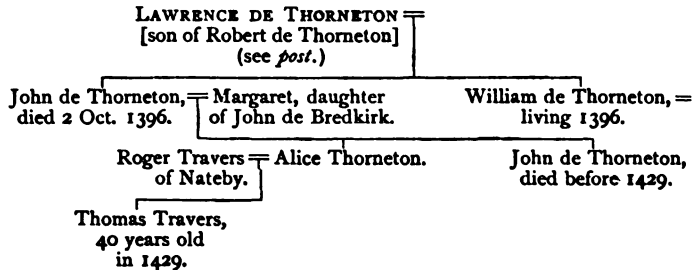 LAWRENCE DE THORNETON =
[son of Robert de Thorneton]
(see post.)
John de Thorneton, = Margaret, daughter William de Thorneton, =
died 2 Oct. 1396. of John de Bredkirk. living 1396.
Roger Travers = Alice Thorneton. John de Thorneton,
of Nateby. died before 1429.
Thomas Travers,
40 years old
in 1429.